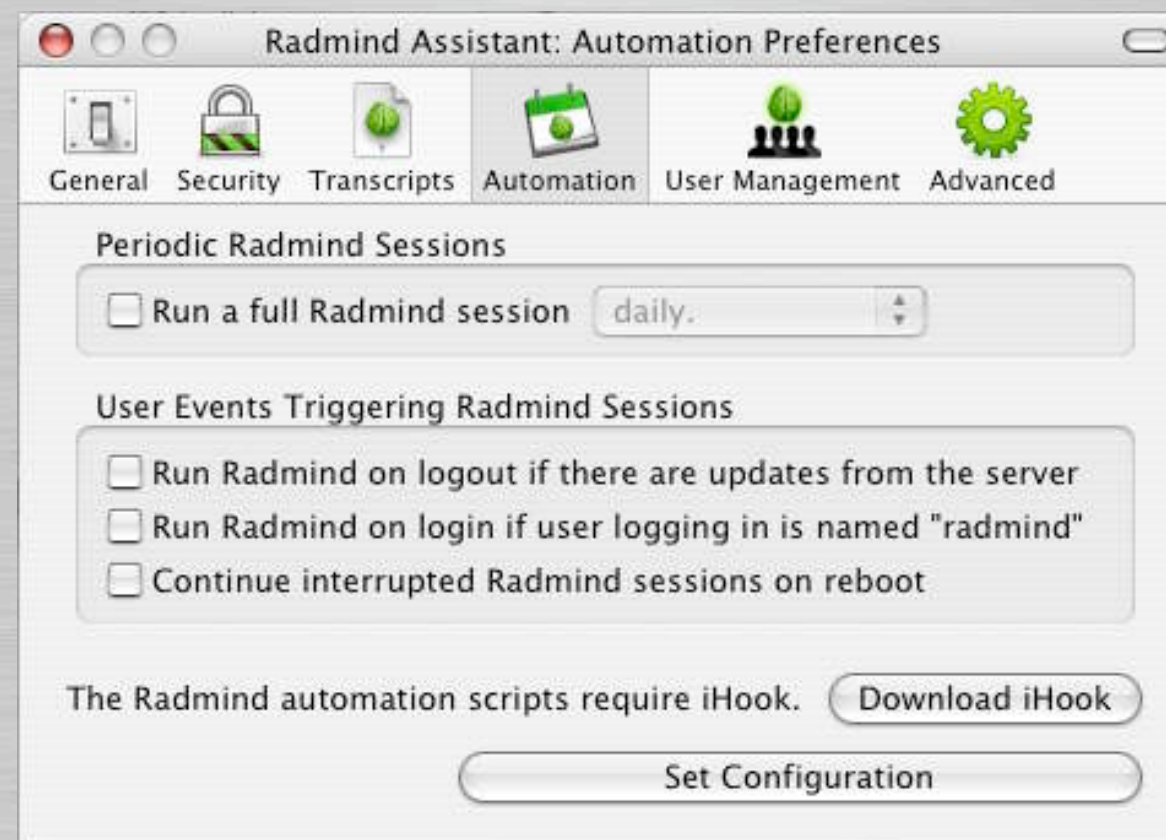 Radmind Assistant: Automation Preferences
General Security Transcripts Automation User Management Advanced
Periodic Radmind Sessions
Run a full Radmind session daily.
User Events Triggering Radmind Sessions
Run Radmind on logout if there are updates from the server
Run Radmind on login if user logging in is named "radmind"
Continue interrupted Radmind sessions on reboot
The Radmind automation scripts require iHook. Download iHook
Set Configuration